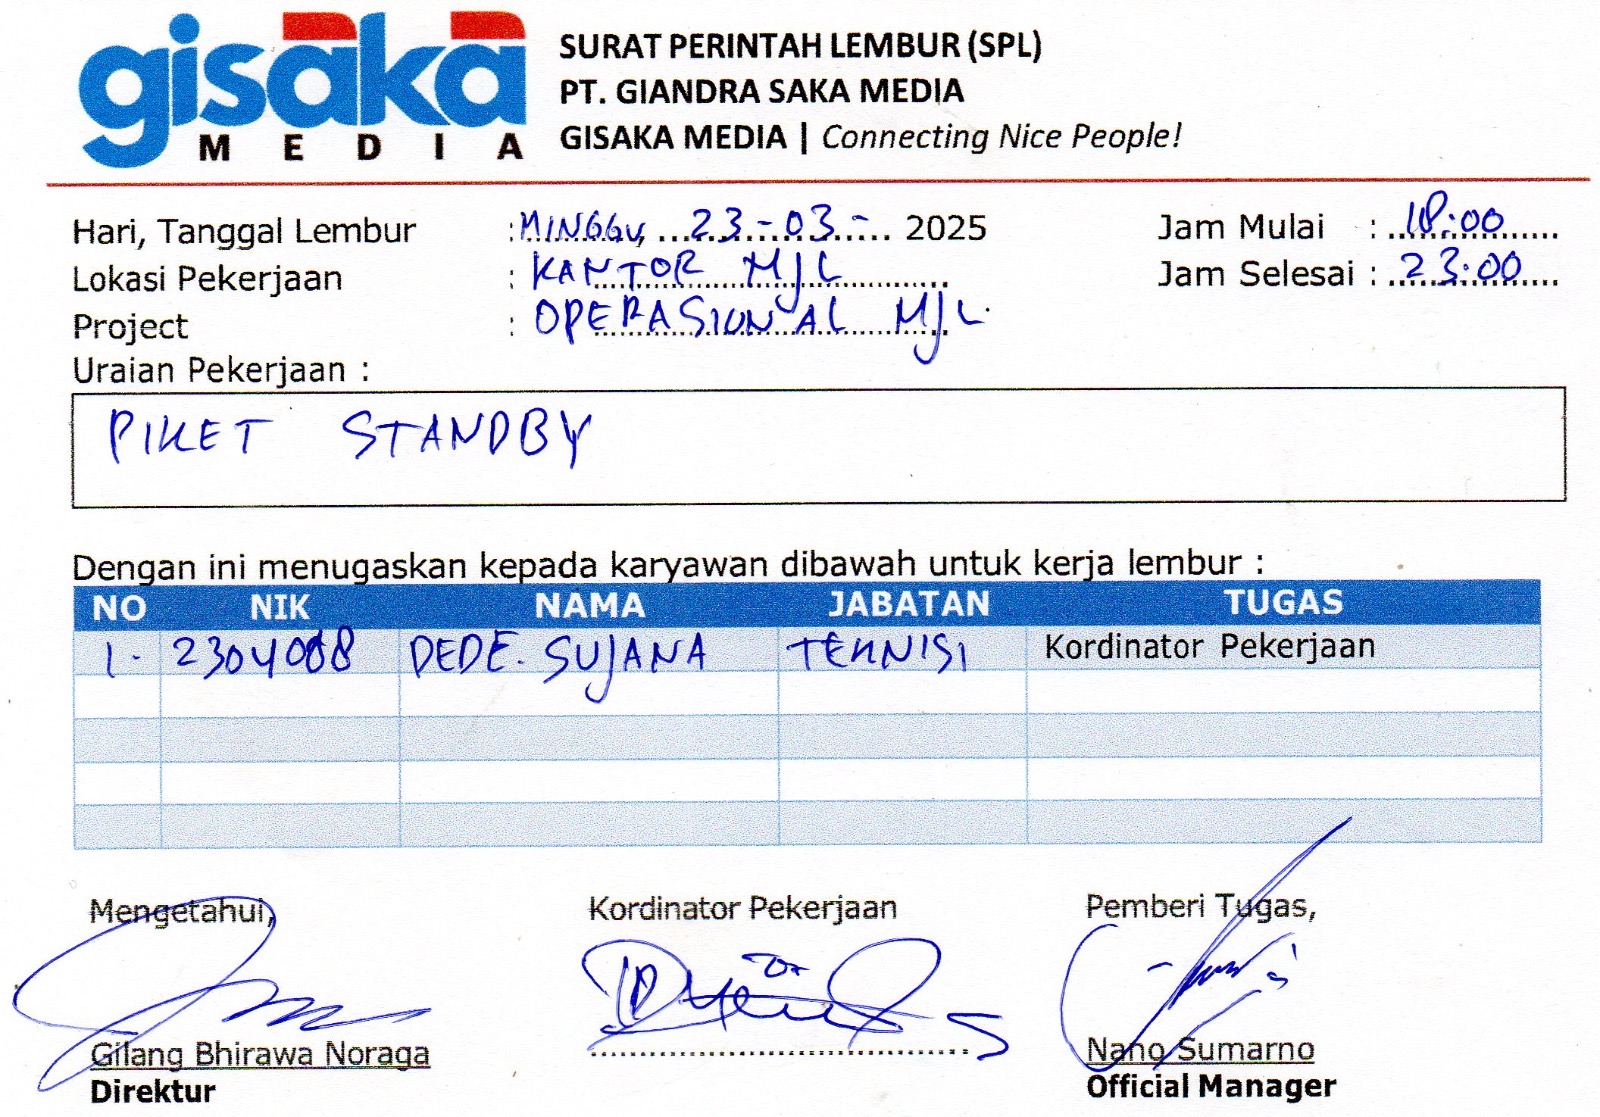 gisaka
MEDIA
SURAT PERINTAH LEMBUR (SPL)
PT. GIANDRA SAKA MEDIA
GISAKA MEDIA | Connecting Nice People!
Hari, Tanggal Lembur : MINGGU, 23-03- 2025 Jam Mulai : 18:00
Lokasi Pekerjaan : KANTOR MJL Jam Selesai : 23:00
Project : OPERASIONAL MJL
Uraian Pekerjaan :
PIKET STANDBY
Dengan ini menugaskan kepada karyawan dibawah untuk kerja lembur :
NO NIK NAMA JABATAN TUGAS
1. 2304088 DEDE. SUJANA TEKNISI Kordinator Pekerjaan
Mengetahui, Kordinator Pekerjaan Pemberi Tugas,
Gilang Bhirawa Noraga Nano Sumarno
Direktur Official Manager